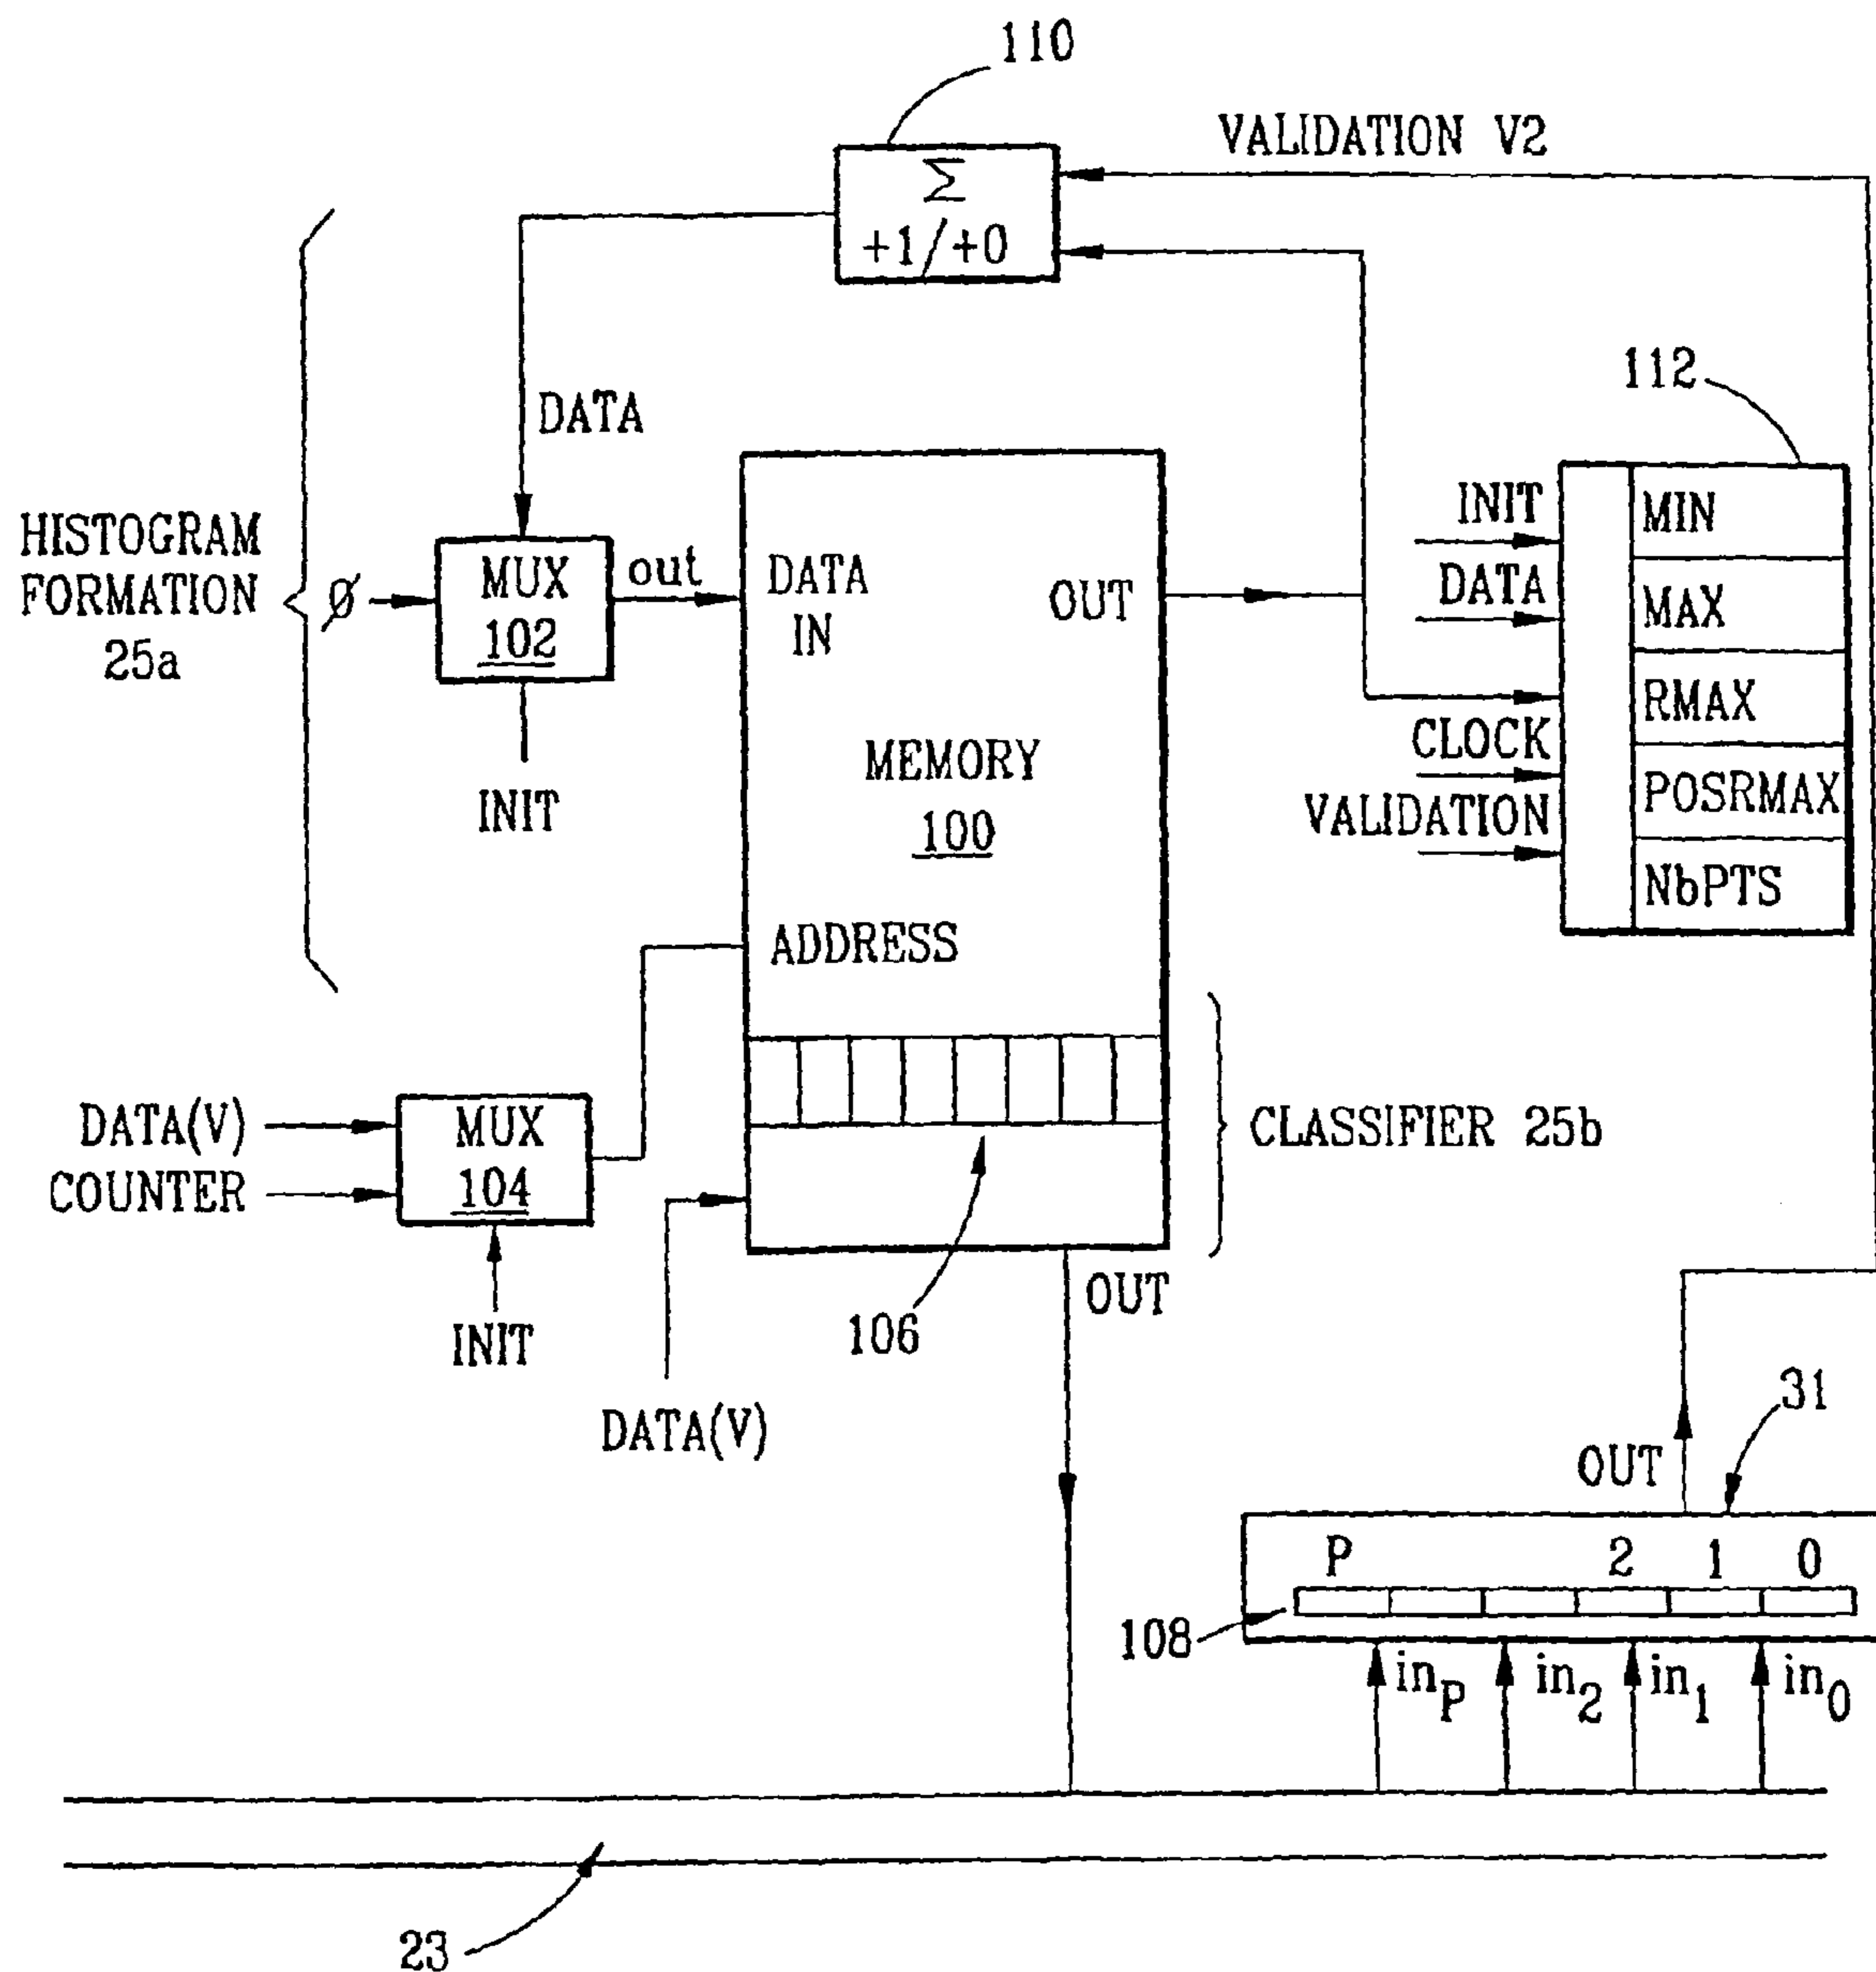 110
VALIDATION V2
Σ
+1/+0
112
DATA
HISTOGRAM
FORMATION
25a
Ø
MUX
102
out
INIT
DATA
IN
OUT
MEMORY
100
ADDRESS
INIT
DATA
CLOCK
VALIDATION
MIN
MAX
RMAX
POSRMAX
NbPTS
DATA(V)
COUNTER
MUX
104
INIT
CLASSIFIER 25b
106
OUT
DATA(V)
OUT
31
P 2 1 0
108
inP in2 in1 in0
23